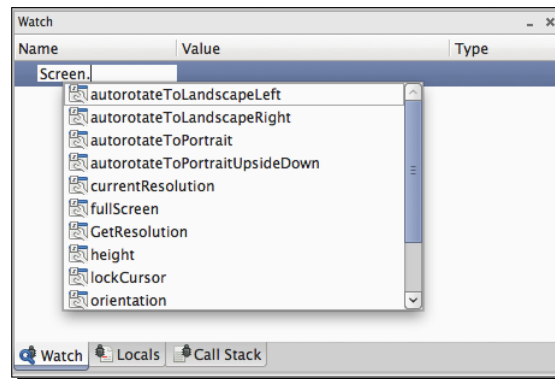 Watch
Name Value Type
Screen.
autorotateToLandscapeLeft
autorotateToLandscapeRight
autorotateToPortrait
autorotateToPortraitUpsideDown
currentResolution
fullScreen
GetResolution
height
lockCursor
orientation
Watch Locals Call Stack